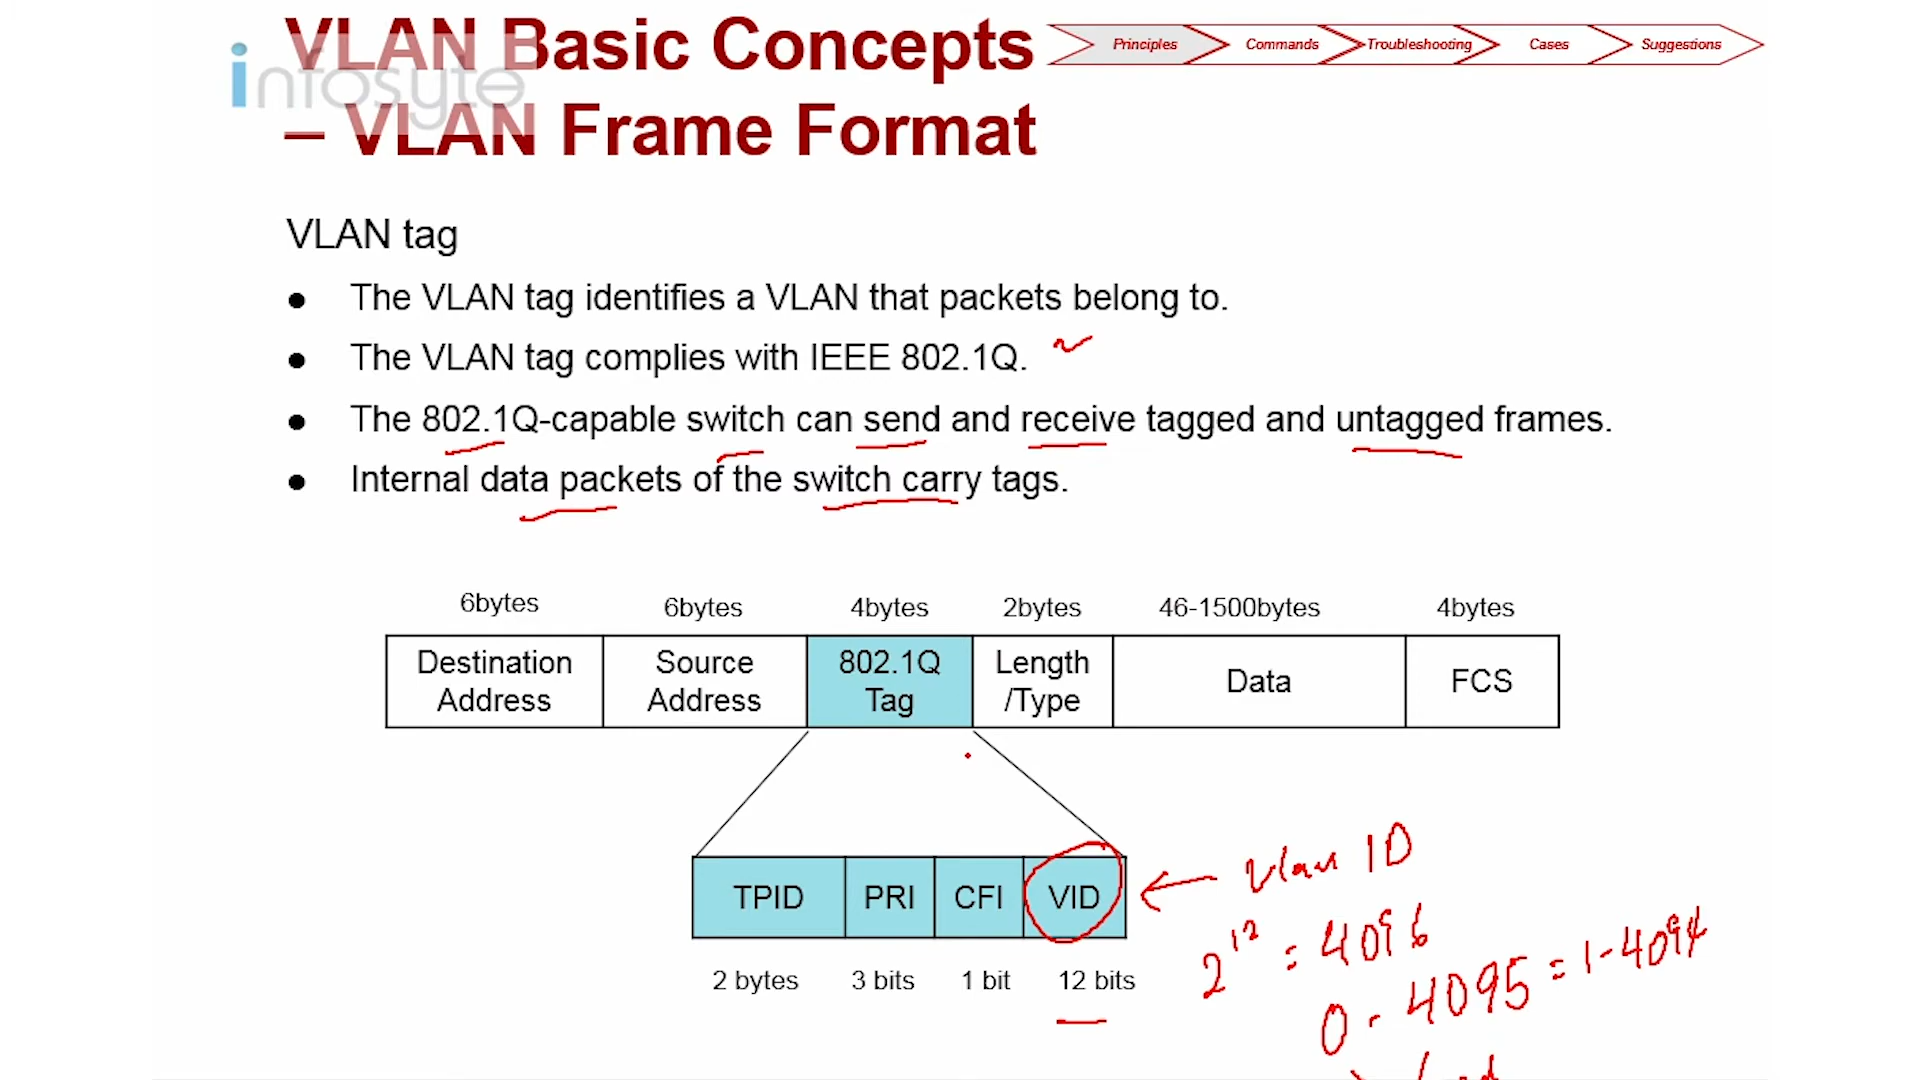 VLAN Basic Concepts
– VLAN Frame Format
infosyte
Principles Commands Troubleshooting Cases Suggestions
VLAN tag
● The VLAN tag identifies a VLAN that packets belong to.
● The VLAN tag complies with IEEE 802.1Q.
● The 802.1Q-capable switch can send and receive tagged and untagged frames.
● Internal data packets of the switch carry tags.
6bytes 6bytes 4bytes 2bytes 46-1500bytes 4bytes
Destination Address Source Address 802.1Q Tag Length /Type Data FCS
TPID PRI CFI VID
2 bytes 3 bits 1 bit 12 bits
← Vlan ID
2^12 = 4096
0 - 4095 = 1-4094